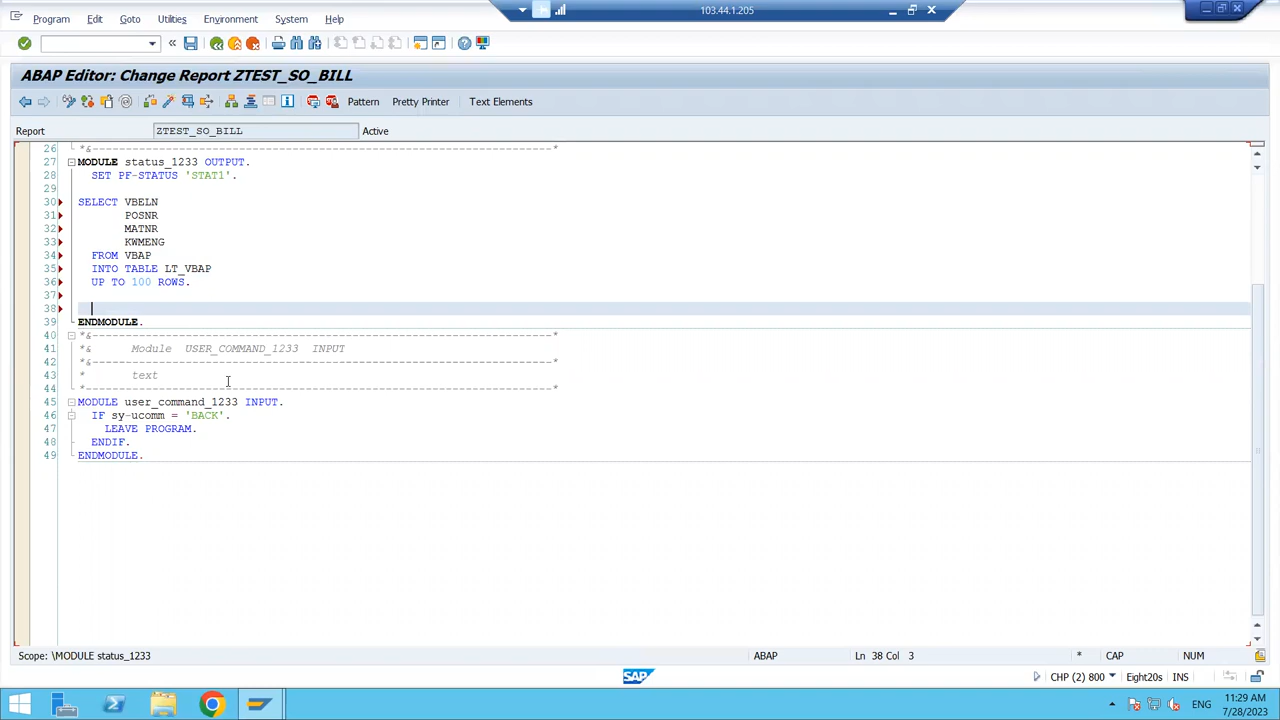 103.44.1.205
Program Edit Goto Utilities Environment System Help
ABAP Editor: Change Report ZTEST_SO_BILL
Pattern Pretty Printer Text Elements
Report ZTEST_SO_BILL Active
26 *&---------------------------------------------------------------------*
27 MODULE status_1233 OUTPUT.
28 SET PF-STATUS 'STAT1'.
29
30 SELECT VBELN
31 POSNR
32 MATNR
33 KWMENG
34 FROM VBAP
35 INTO TABLE LT_VBAP
36 UP TO 100 ROWS.
37
38
39 ENDMODULE.
40 *&---------------------------------------------------------------------*
41 *& Module USER_COMMAND_1233 INPUT
42 *&---------------------------------------------------------------------*
43 * text
44 *----------------------------------------------------------------------*
45 MODULE user_command_1233 INPUT.
46 IF sy-ucomm = 'BACK'.
47 LEAVE PROGRAM.
48 ENDIF.
49 ENDMODULE.
Scope: \MODULE status_1233 ABAP Ln 38 Col 3 * CAP NUM
SAP CHP (2) 800 Eight20s INS
ENG 11:29 AM
7/28/2023